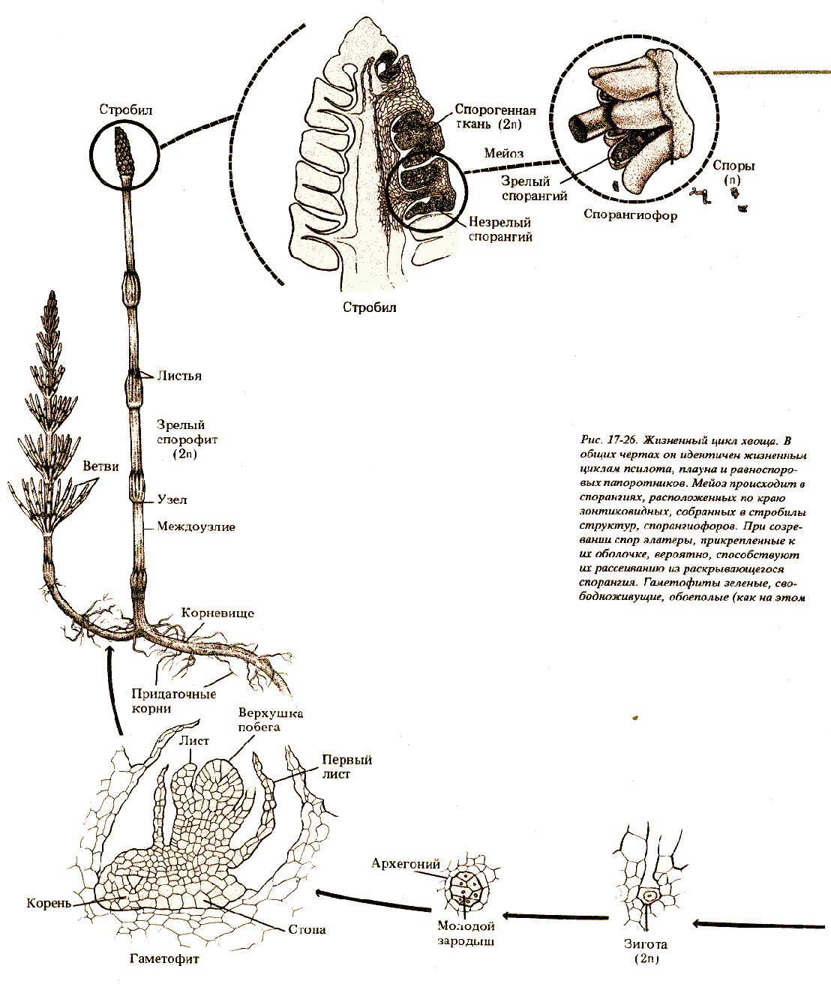 Стробил
Спорогенная
ткань (2n)
Мейоз
Зрелый
спорангий
Споры
(n)
Спорангиофор
Незрелый
спорангий
Стробил
Листья
Зрелый
спорофит
(2n)
Ветви
Узел
Междоузлие
Рис. 17-26. Жизненный цикл хвоща. В
общих чертах он идентичен жизненным
циклам псилота, плауна и равноспоро-
вых папоротников. Мейоз происходит в
спорангиях, расположенных по краю
зонтиковидных, собранных в стробилы
структур, спорангиофоров. При созре-
вании спор элатеры, прикрепленные к
их оболочке, вероятно, способствуют
их рассеиванию из раскрывающегося
спорангия. Гаметофиты зеленые, сво-
бодноживущие, обоеполые (как на этом
Корневище
Придаточные
корни
Верхушка
побега
Лист
Первый
лист
Архегоний
Корень
Стопа
Молодой
зародыш
Зигота
(2n)
Гаметофит